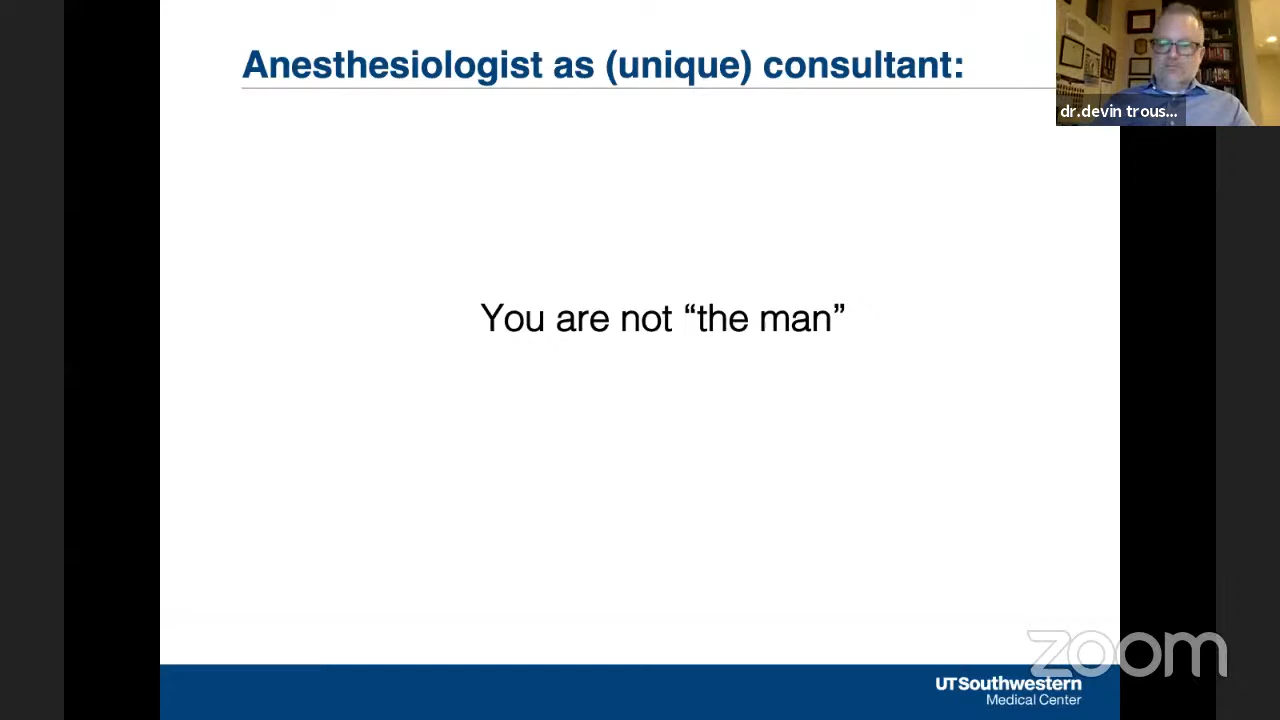 Anesthesiologist as (unique) consultant:
dr.devin trous...
You are not “the man”
zoom
UTSouthwestern
Medical Center